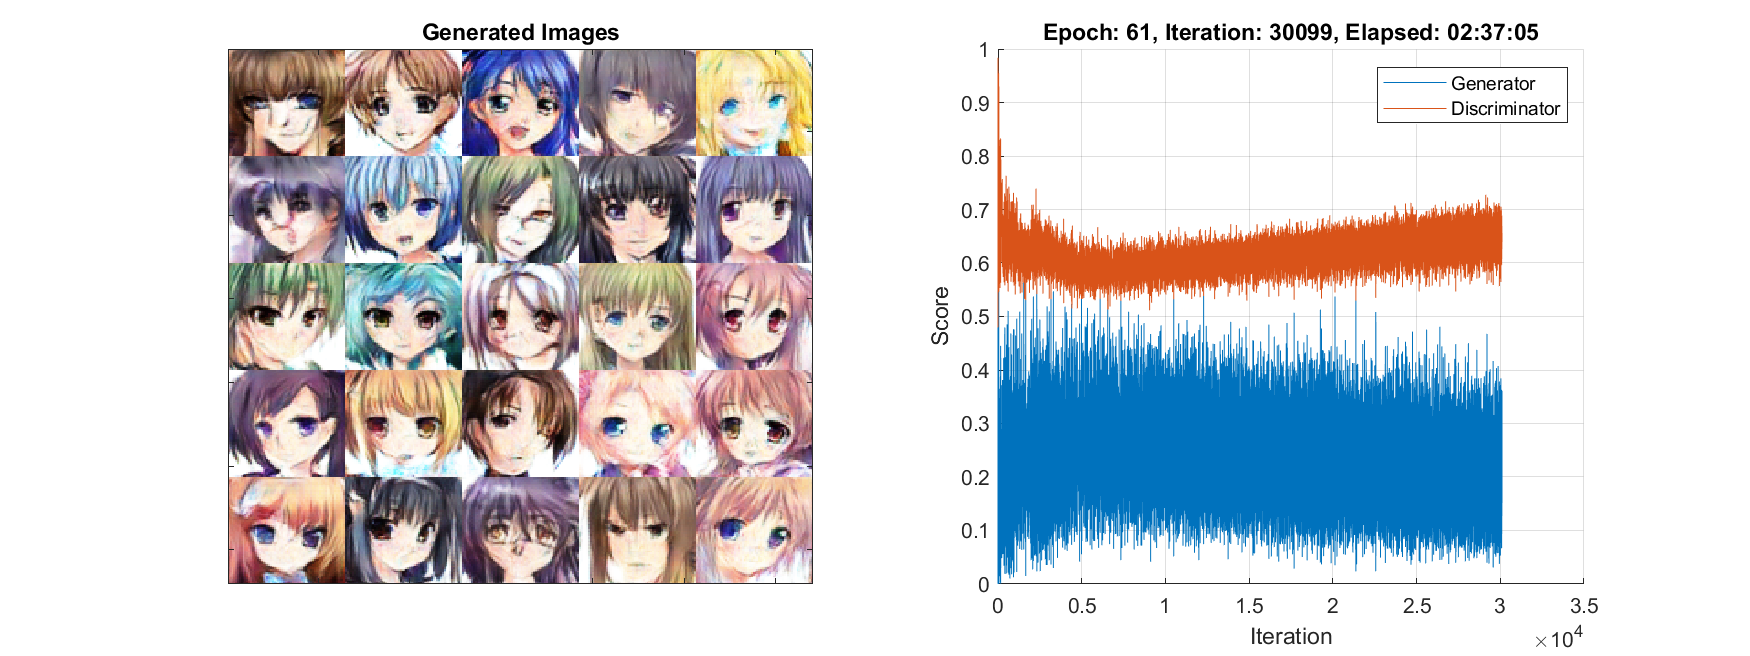 Generated Images
Epoch: 61, Iteration: 30099, Elapsed: 02:37:05
Generator
Discriminator
1
0.9
0.8
0.7
0.6
0.5
0.4
0.3
0.2
0.1
0
Score
0 0.5 1 1.5 2 2.5 3 3.5
Iteration
×10⁴